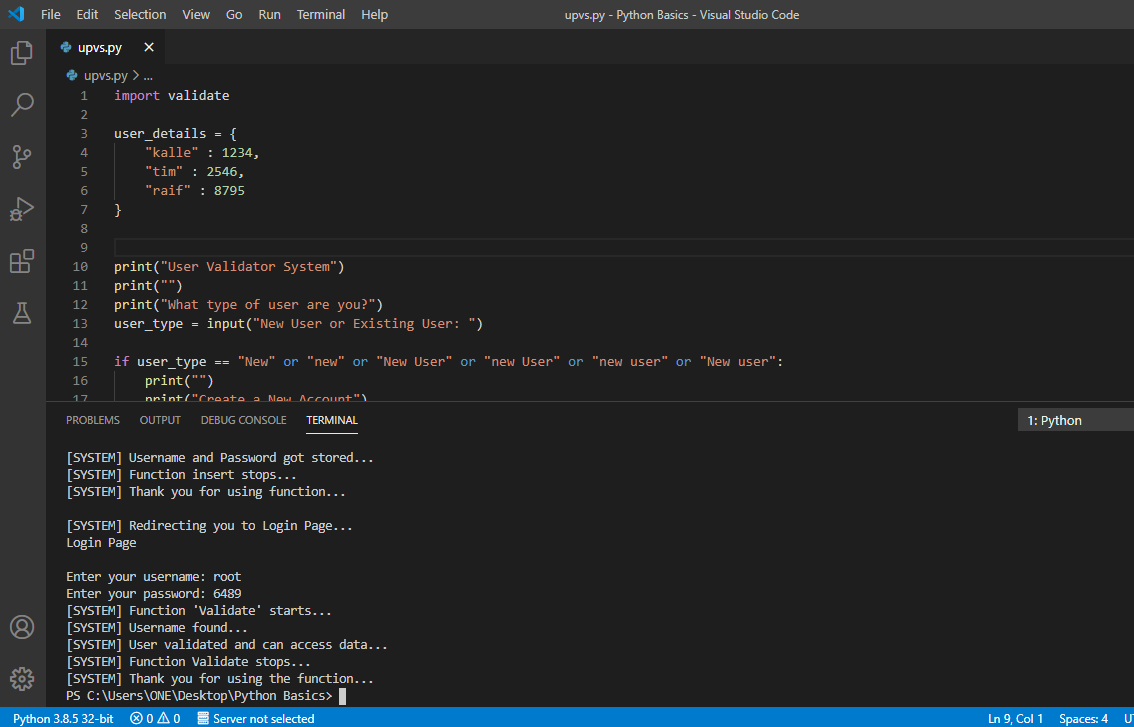 File Edit Selection View Go Run Terminal Help upvs.py - Python Basics - Visual Studio Code
upvs.py ×
upvs.py > ...
1 import validate
2
3 user_details = {
4 "kalle" : 1234,
5 "tim" : 2546,
6 "raif" : 8795
7 }
8
9
10 print("User Validator System")
11 print("")
12 print("What type of user are you?")
13 user_type = input("New User or Existing User: ")
14
15 if user_type == "New" or "new" or "New User" or "new User" or "new user" or "New user":
16 print("")
17 print("Create a New Account")
PROBLEMS OUTPUT DEBUG CONSOLE TERMINAL 1: Python
[SYSTEM] Username and Password got stored...
[SYSTEM] Function insert stops...
[SYSTEM] Thank you for using function...
[SYSTEM] Redirecting you to Login Page...
Login Page
Enter your username: root
Enter your password: 6489
[SYSTEM] Function 'Validate' starts...
[SYSTEM] Username found...
[SYSTEM] User validated and can access data...
[SYSTEM] Function Validate stops...
[SYSTEM] Thank you for using the function...
PS C:\Users\ONE\Desktop\Python Basics>
Python 3.8.5 32-bit 0 0 Server not selected Ln 9, Col 1 Spaces: 4 U